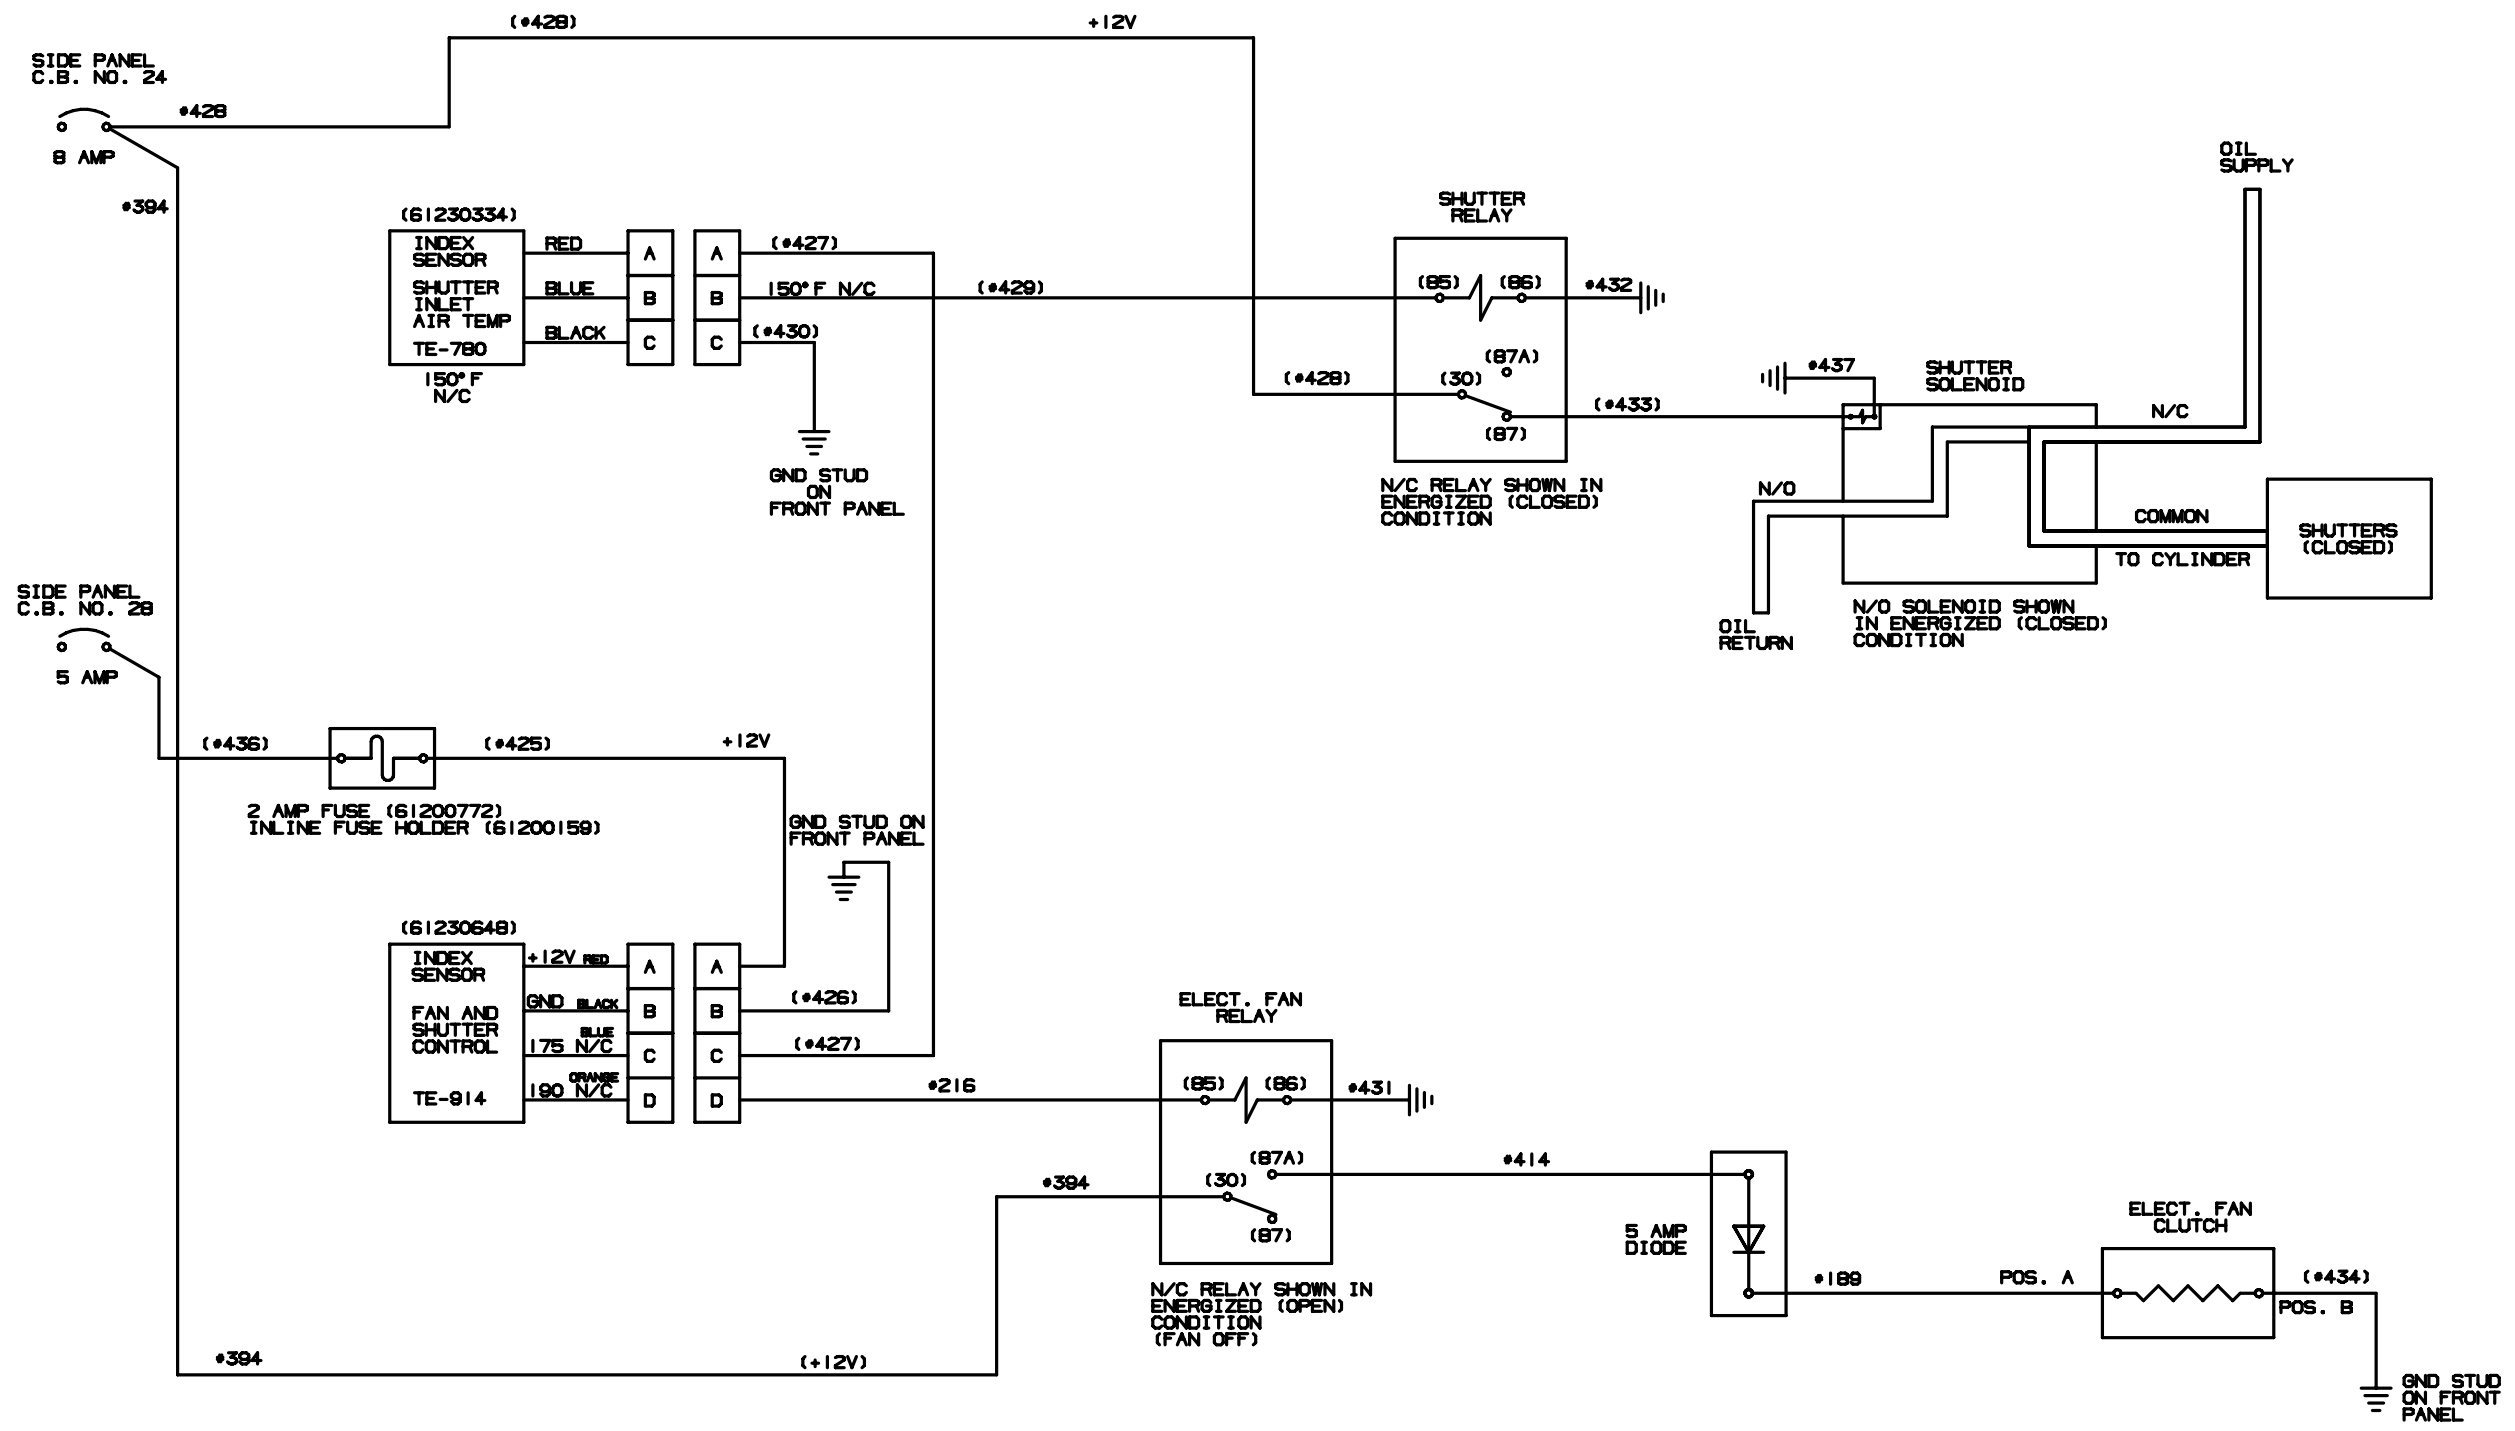 (#428)
+12V
SIDE PANEL
C.B. NO. 24
#428
8 AMP
#394
(61230334)
INDEX
SENSOR
SHUTTER
INLET
AIR TEMP
TE-780
150°F
N/C
RED
BLUE
BLACK
A
B
C
A
B
C
(#427)
150°F N/C
(#429)
(#430)
GND STUD
ON
FRONT PANEL
SHUTTER
RELAY
(85)
(86)
#432
(87A)
(#428)
(30)
(87)
(#433)
N/C RELAY SHOWN IN
ENERGIZED (CLOSED)
CONDITION
OIL
SUPPLY
#437
SHUTTER
SOLENOID
N/C
N/O
COMMON
TO CYLINDER
SHUTTERS
(CLOSED)
OIL
RETURN
N/O SOLENOID SHOWN
IN ENERGIZED (CLOSED)
CONDITION
SIDE PANEL
C.B. NO. 28
5 AMP
(#436)
(#425)
+12V
2 AMP FUSE (61200772)
INLINE FUSE HOLDER (61200159)
GND STUD ON
FRONT PANEL
(61230648)
INDEX
SENSOR
FAN AND
SHUTTER
CONTROL
TE-914
+12V RED
GND BLACK
BLUE
175 N/C
ORANGE
190 N/C
A
B
C
D
A
B
C
D
(#426)
(#427)
#216
ELECT. FAN
RELAY
(85)
(86)
#431
(87A)
#394
(30)
(87)
#414
N/C RELAY SHOWN IN
ENERGIZED (OPEN)
CONDITION
(FAN OFF)
5 AMP
DIODE
#189
POS. A
ELECT. FAN
CLUTCH
(#434)
POS. B
GND STUD
ON FRONT
PANEL
#394
(+12V)